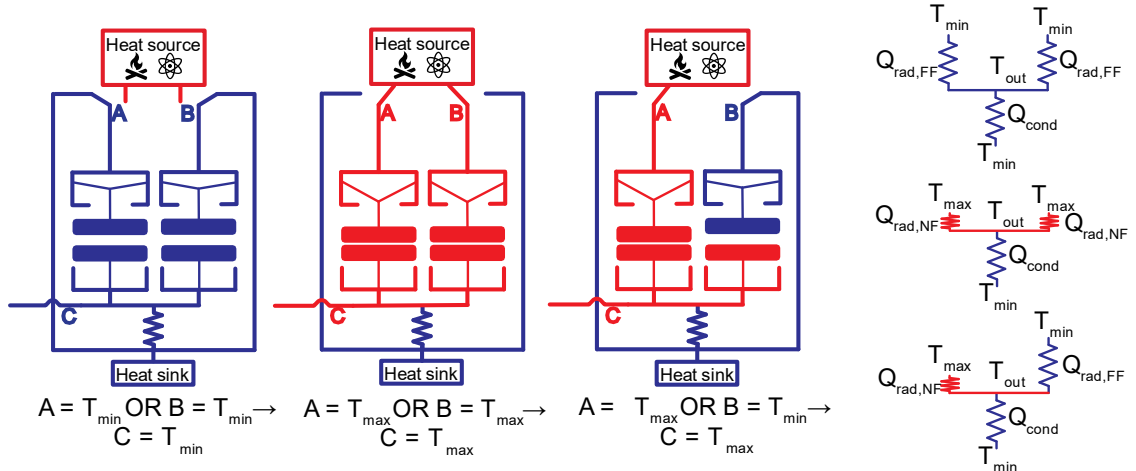 Heat source
A
B
C
Heat sink
A = T_min OR B = T_min →
C = T_min
Heat source
A
B
C
Heat sink
A = T_max OR B = T_max →
C = T_max
Heat source
A
B
C
Heat sink
A = T_max OR B = T_min →
C = T_max
T_min T_min
Q_rad,FF T_out Q_rad,FF
Q_cond
T_min
T_max T_max
Q_rad,NF T_out Q_rad,NF
Q_cond
T_min
T_min
T_max
Q_rad,NF T_out Q_rad,FF
Q_cond
T_min